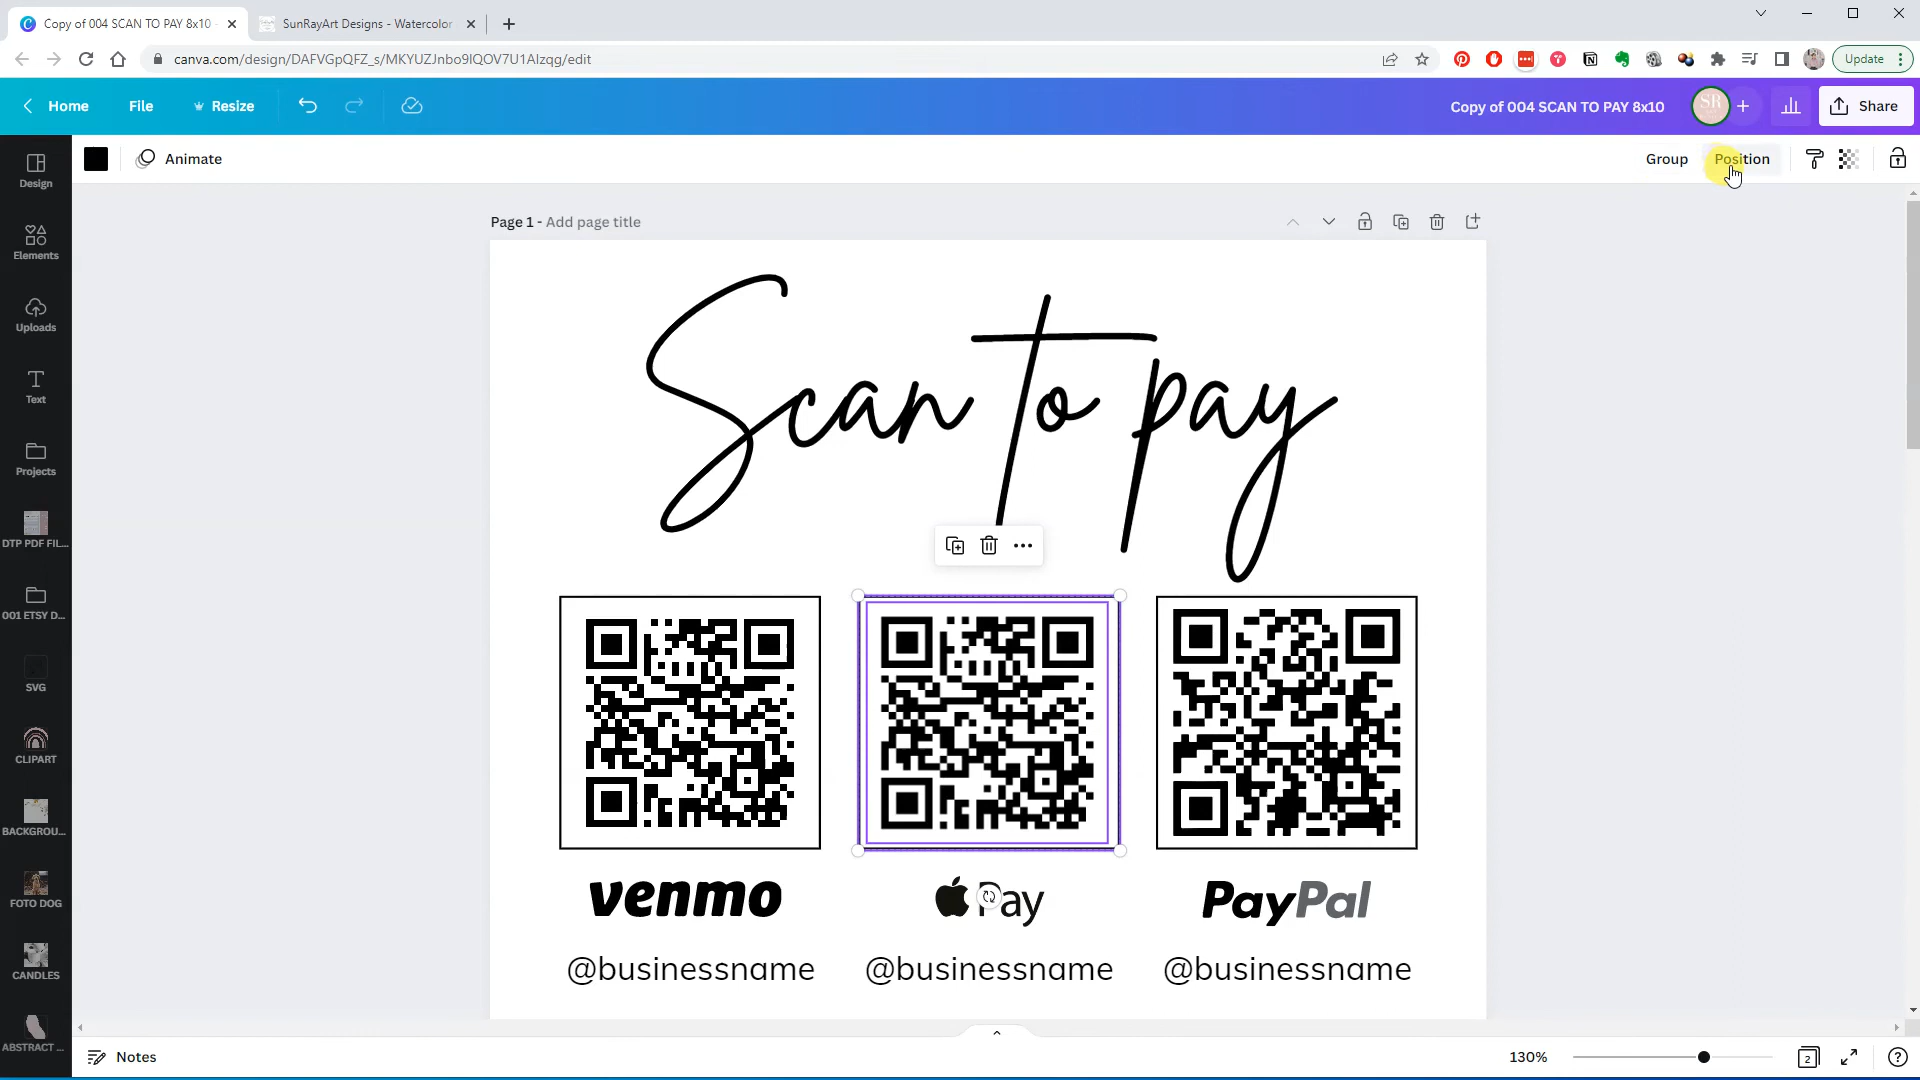 Copy of 004 SCAN TO PAY 8x10 -
SunRayArt Designs - Watercolor
canva.com/design/DAFVGpQFZ_s/MKYUZJnbo9IQOV7U1AIzqg/edit
Update
Home
File
Resize
Copy of 004 SCAN TO PAY 8x10
SR
Share
Animate
Group
Position
Design
Elements
Uploads
Text
Projects
DTP PDF FIL...
001 ETSY D...
SVG
CLIPART
BACKGROU...
FOTO DOG
CANDLES
ABSTRACT ...
Page 1 - Add page title
Scan to pay
venmo
Pay
PayPal
@businessname
@businessname
@businessname
Notes
130%
2